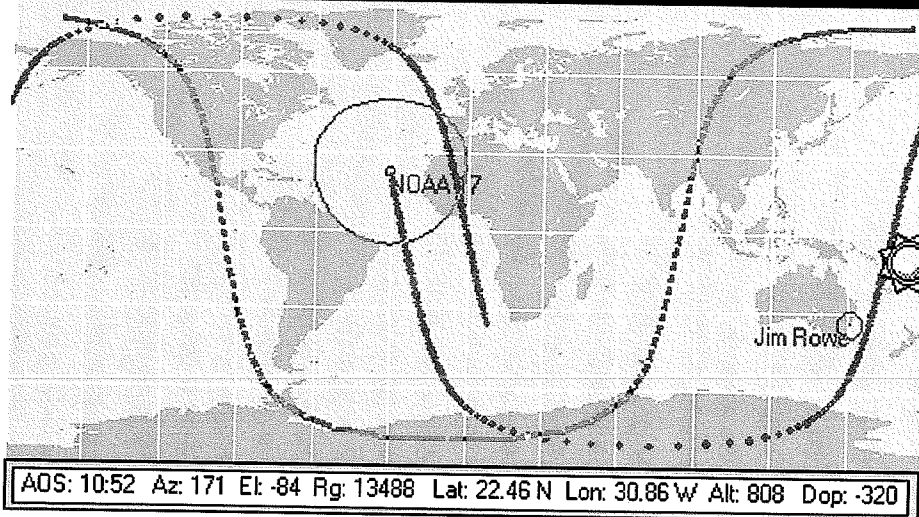 NOAA 17
Jim Rowe
AOS: 10:52 Az: 171 El: -84 Rg: 13488 Lat: 22.46 N Lon: 30.86 W Alt: 808 Dop: -320